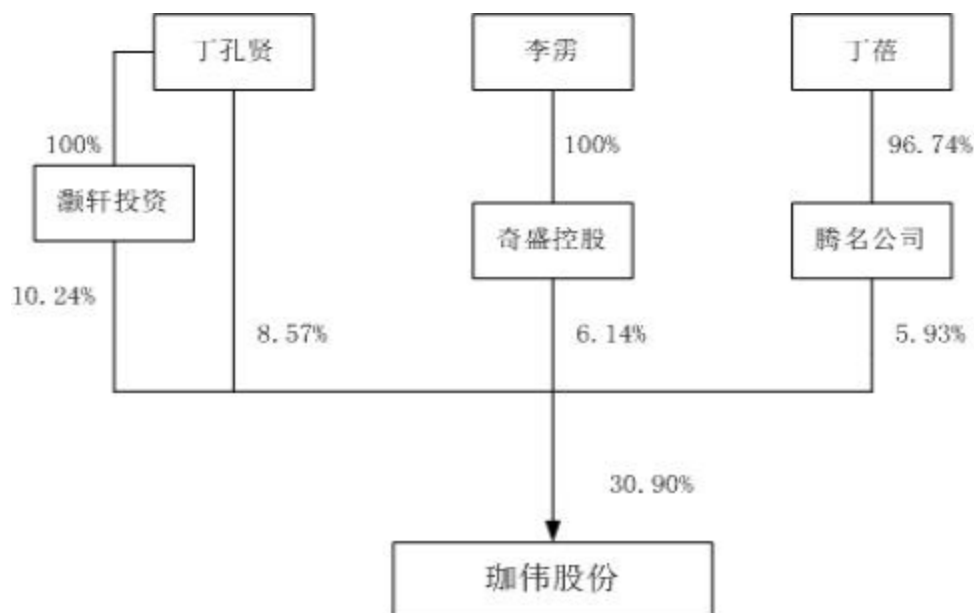 丁孔贤
李雳
丁蓓
100%
100%
96.74%
灏轩投资
奇盛控股
腾名公司
10.24%
8.57%
6.14%
5.93%
30.90%
珈伟股份